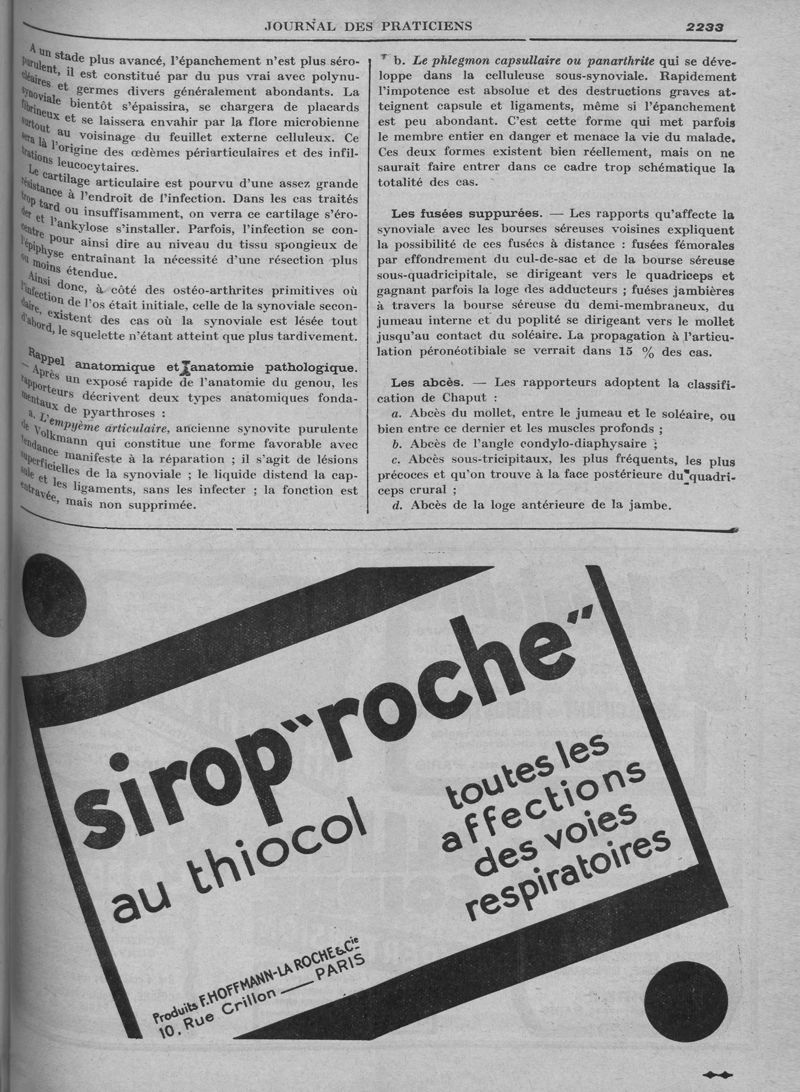 JOURNAL DES PRATICIENS
2233
A un stade plus avancé, l'épanchement n'est plus séro-
purulent, il est constitué par du pus vrai avec polynu-
cléaires et germes divers généralement abondants. La
synoviale bientôt s'épaissira, se chargera de placards
fibrineux et se laissera envahir par la flore microbienne
surtout au voisinage du feuillet externe celluleux. Ce
sera là l'origine des œdèmes périarticulaires et des infil-
trations leucocytaires.
Le cartilage articulaire est pourvu d'une assez grande
résistance à l'endroit de l'infection. Dans les cas traités
trop tard ou insuffisamment, on verra ce cartilage s'éro-
der et l'ankylose s'installer. Parfois, l'infection se con-
centre pour ainsi dire au niveau du tissu spongieux de
l'épiphyse entraînant la nécessité d'une résection plus
ou moins étendue.
Ainsi donc, à côté des ostéo-arthrites primitives où
l'infection de l'os était initiale, celle de la synoviale secon-
daire, existent des cas où la synoviale est lésée tout
d'abord, le squelette n'étant atteint que plus tardivement.
Rappel anatomique et anatomie pathologique.
— Après un exposé rapide de l'anatomie du genou, les
rapporteurs décrivent deux types anatomiques fonda-
mentaux de pyarthroses :
a. L'empyème articulaire, ancienne synovite purulente
de Volkmann qui constitue une forme favorable avec
tendance manifeste à la réparation ; il s'agit de lésions
superficielles de la synoviale ; le liquide distend la cap-
sule et les ligaments, sans les infecter ; la fonction est
entravée, mais non supprimée.
b. Le phlegmon capsullaire ou panarthrite qui se déve-
loppe dans la celluleuse sous-synoviale. Rapidement
l'impotence est absolue et des destructions graves at-
teignent capsule et ligaments, même si l'épanchement
est peu abondant. C'est cette forme qui met parfois
le membre entier en danger et menace la vie du malade.
Ces deux formes existent bien réellement, mais on ne
saurait faire entrer dans ce cadre trop schématique la
totalité des cas.
Les fusées suppurées. — Les rapports qu'affecte la
synoviale avec les bourses séreuses voisines expliquent
la possibilité de ces fusées à distance : fusées fémorales
par effondrement du cul-de-sac et de la bourse séreuse
sous-quadricipitale, se dirigeant vers le quadriceps et
gagnant parfois la loge des adducteurs ; fuséés jambières
à travers la bourse séreuse du demi-membraneux, du
jumeau interne et du poplité se dirigeant vers le mollet
jusqu'au contact du soléaire. La propagation à l'articu-
lation péronéotibiale se verrait dans 15 % des cas.
Les abcès. — Les rapporteurs adoptent la classifi-
cation de Chaput :
a. Abcès du mollet, entre le jumeau et le soléaire, ou
bien entre ce dernier et les muscles profonds ;
b. Abcès de l'angle condylo-diaphysaire ;
c. Abcès sous-tricipitaux, les plus fréquents, les plus
précoces et qu'on trouve à la face postérieure du quadri-
ceps crural ;
d. Abcès de la loge antérieure de la jambe.
sirop "roche"
au thiocol
toutes les
affections
des voies
respiratoires
Produits F. HOFFMANN-LA ROCHE & Cie
10, Rue Crillon — PARIS